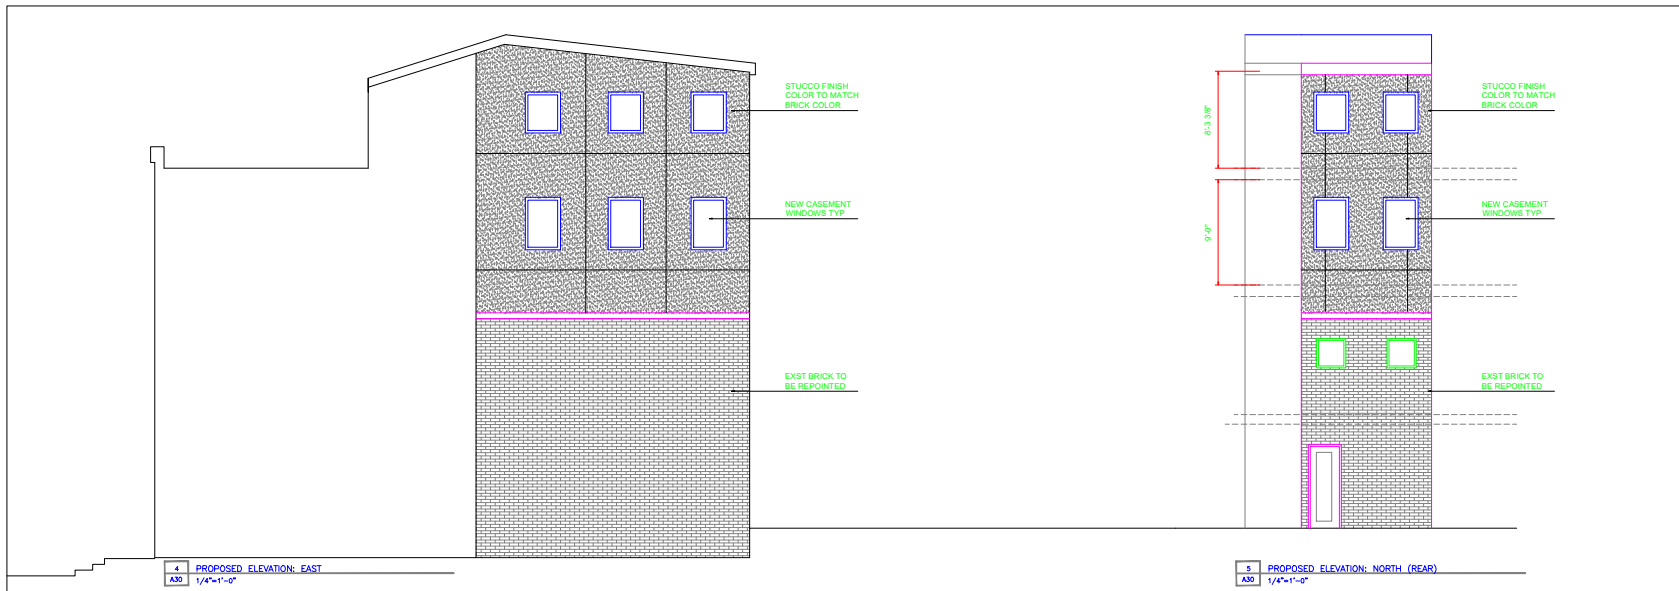 STUCCO FINISH
COLOR TO MATCH
BRICK COLOR
NEW CASEMENT
WINDOWS TYP
EXST BRICK TO
BE REPOINTED
4
A30
PROPOSED ELEVATION: EAST
1/4"=1'-0"
8'-3 3/8"
9'-0"
STUCCO FINISH
COLOR TO MATCH
BRICK COLOR
NEW CASEMENT
WINDOWS TYP
EXST BRICK TO
BE REPOINTED
5
A30
PROPOSED ELEVATION: NORTH (REAR)
1/4"=1'-0"